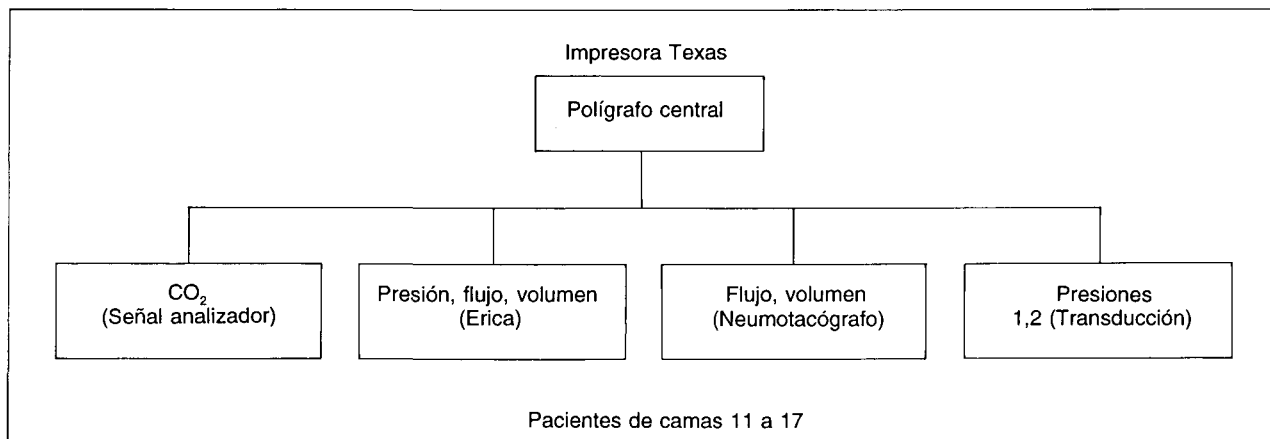 Impresora Texas
Polígrafo central
CO₂
(Señal analizador)
Presión, flujo, volumen
(Erica)
Flujo, volumen
(Neumotacógrafo)
Presiones
1,2 (Transducción)
Pacientes de camas 11 a 17